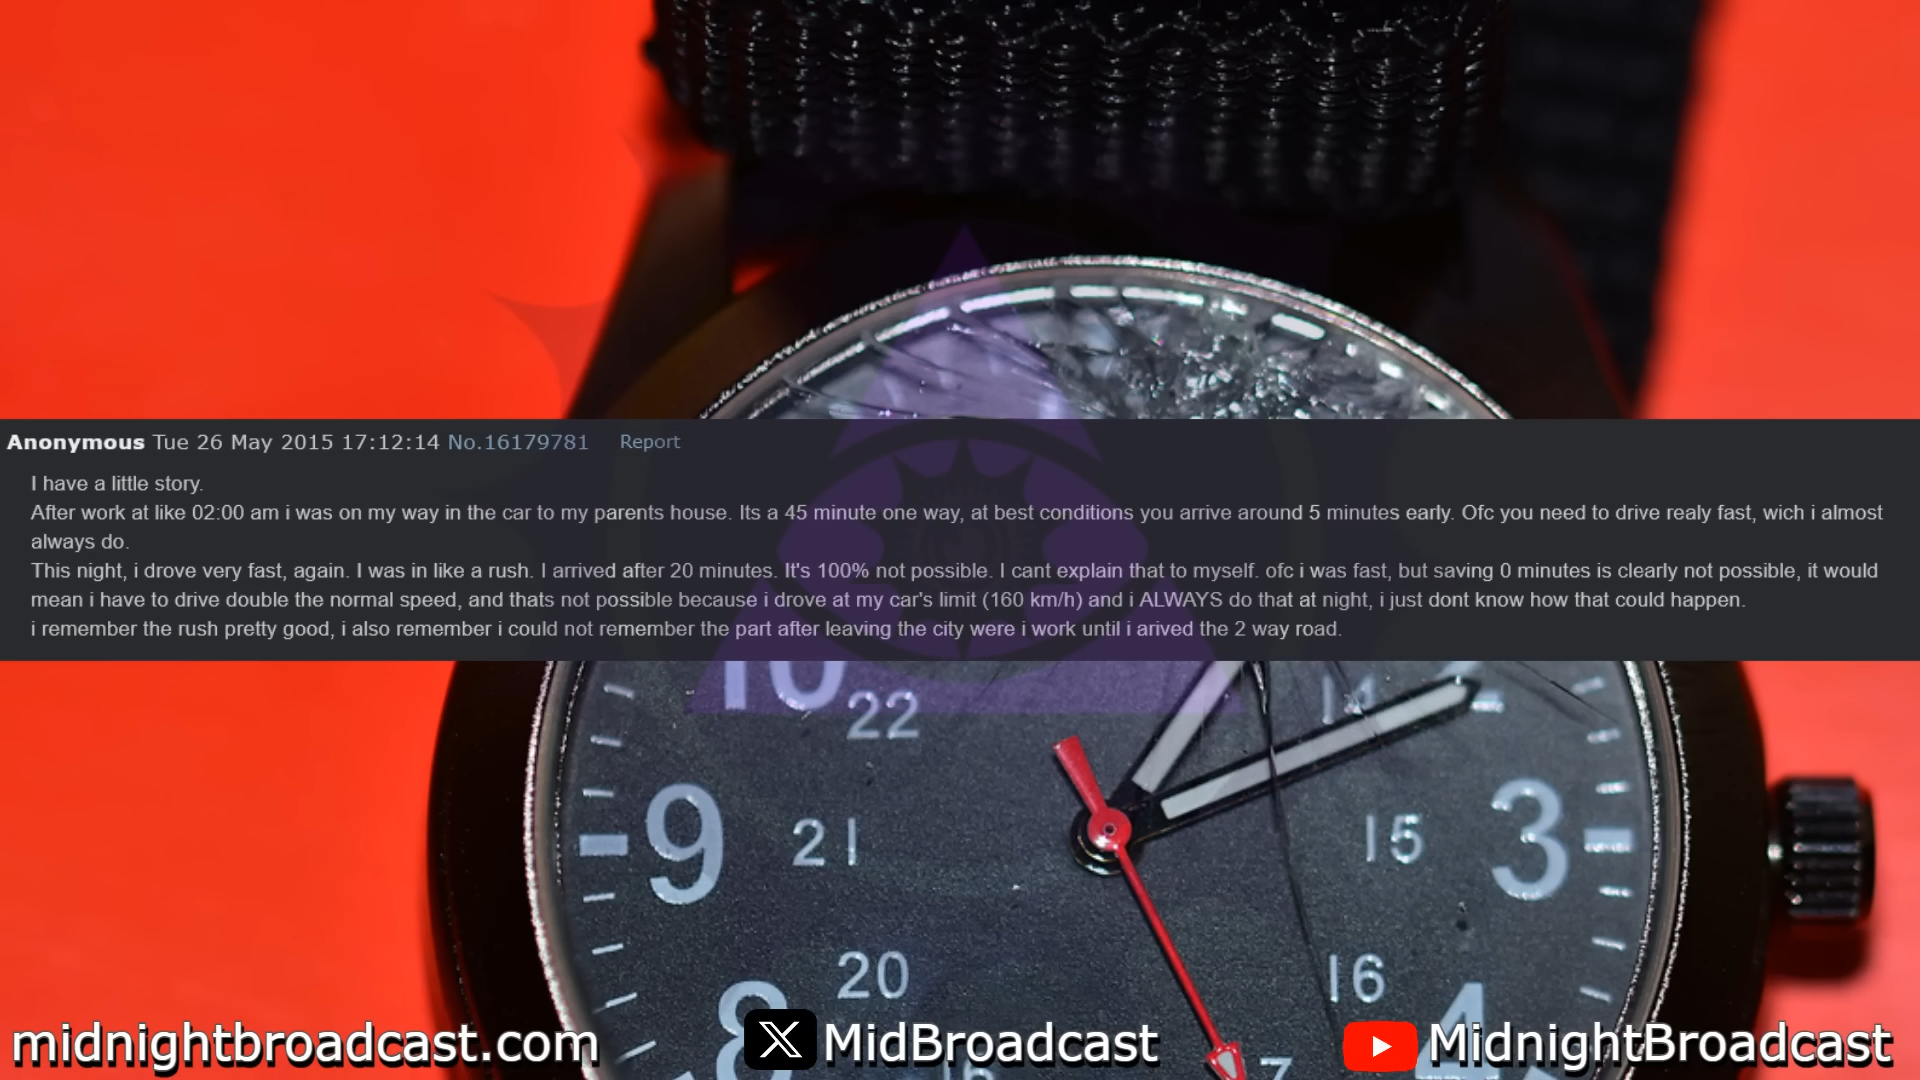 Anonymous Tue 26 May 2015 17:12:14 No.16179781 Report
I have a little story.
After work at like 02:00 am i was on my way in the car to my parents house. Its a 45 minute one way, at best conditions you arrive around 5 minutes early. Ofc you need to drive realy fast, wich i almost
always do.
This night, i drove very fast, again. I was in like a rush. I arrived after 20 minutes. It's 100% not possible. I cant explain that to myself. ofc i was fast, but saving 0 minutes is clearly not possible, it would
mean i have to drive double the normal speed, and thats not possible because i drove at my car's limit (160 km/h) and i ALWAYS do that at night, i just dont know how that could happen.
i remember the rush pretty good, i also remember i could not remember the part after leaving the city were i work until i arived the 2 way road.
10 22 14
9 21 15 3
20 16
8 4
midnightbroadcast.com MidBroadcast MidnightBroadcast